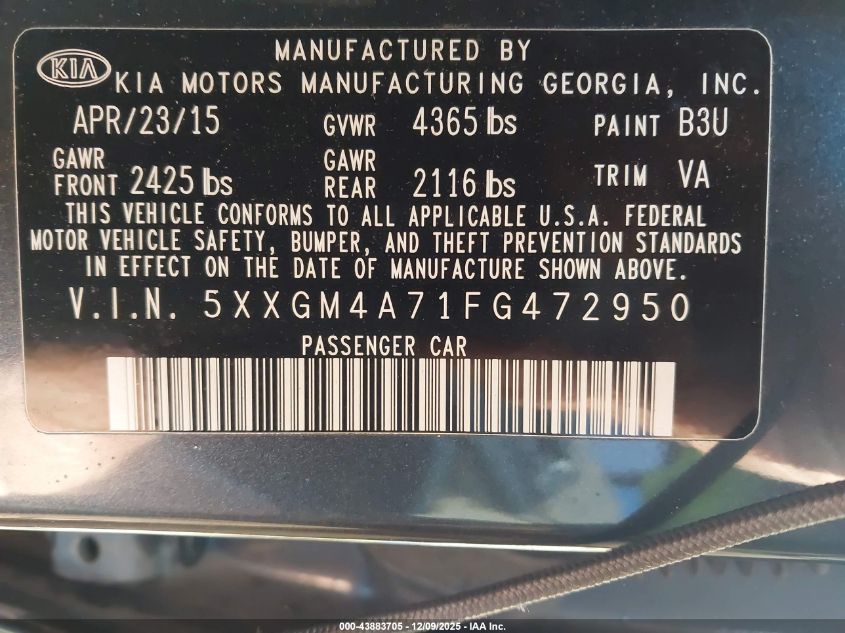 KIA
MANUFACTURED BY
KIA MOTORS MANUFACTURING GEORGIA, INC.
APR/23/15 GVWR 4365 lbs PAINT B3U
GAWR FRONT 2425 lbs GAWR REAR 2116 lbs TRIM VA
THIS VEHICLE CONFORMS TO ALL APPLICABLE U.S.A. FEDERAL
MOTOR VEHICLE SAFETY, BUMPER, AND THEFT PREVENTION STANDARDS
IN EFFECT ON THE DATE OF MANUFACTURE SHOWN ABOVE.
V.I.N. 5XXGM4A71FG472950
PASSENGER CAR
000-43883705 - 12/09/2025 - IAA Inc.